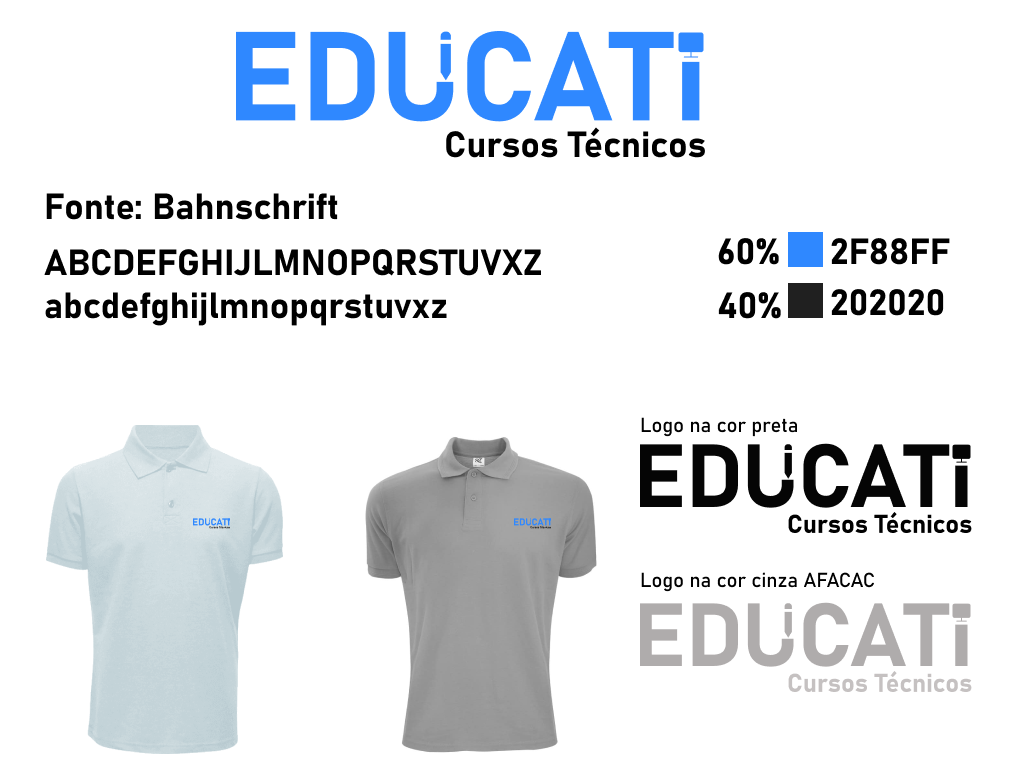 EDUCATI
Cursos Técnicos
Fonte: Bahnschrift
ABCDEFGHIJLMNOPQRSTUVXZ
abcdefghijlmnopqrstuvxz
60% 2F88FF
40% 202020
EDUCATI
Cursos Técnicos
EDUCATI
Cursos Técnicos
Logo na cor preta
EDUCATI
Cursos Técnicos
Logo na cor cinza AFACAC
EDUCATI
Cursos Técnicos